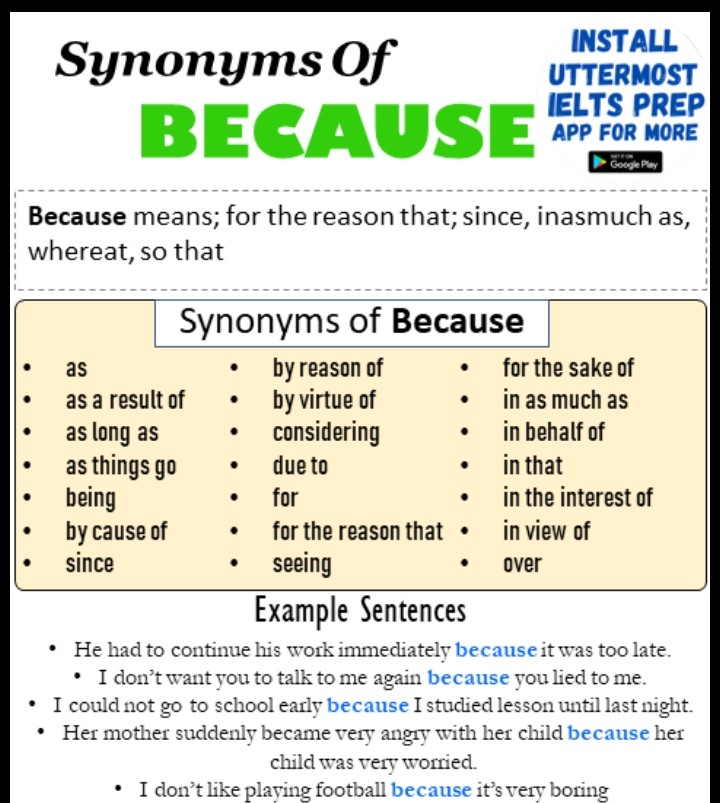 Synonyms Of
BECAUSE
INSTALL
UTTERMOST
IELTS PREP
APP FOR MORE
GET IT ON
Google Play
Because means; for the reason that; since, inasmuch as,
whereat, so that
Synonyms of Because
• as
• as a result of
• as long as
• as things go
• being
• by cause of
• since
• by reason of
• by virtue of
• considering
• due to
• for
• for the reason that
• seeing
• for the sake of
• in as much as
• in behalf of
• in that
• in the interest of
• in view of
• over
Example Sentences
• He had to continue his work immediately because it was too late.
• I don’t want you to talk to me again because you lied to me.
• I could not go to school early because I studied lesson until last night.
• Her mother suddenly became very angry with her child because her
child was very worried.
• I don’t like playing football because it’s very boring